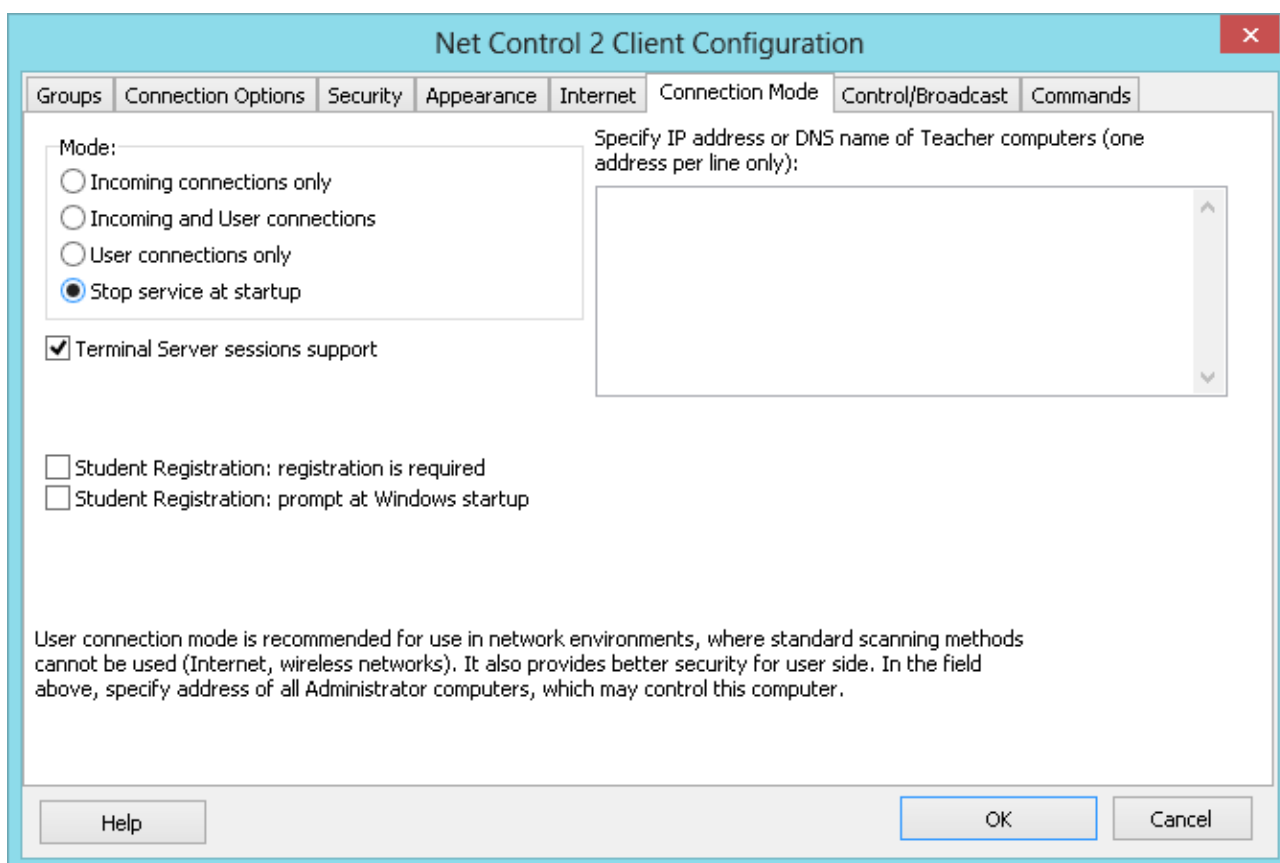 Net Control 2 Client Configuration
Groups Connection Options Security Appearance Internet Connection Mode Control/Broadcast Commands
Mode:
Incoming connections only
Incoming and User connections
User connections only
Stop service at startup
Terminal Server sessions support
Specify IP address or DNS name of Teacher computers (one
address per line only):
Student Registration: registration is required
Student Registration: prompt at Windows startup
User connection mode is recommended for use in network environments, where standard scanning methods
cannot be used (Internet, wireless networks). It also provides better security for user side. In the field
above, specify address of all Administrator computers, which may control this computer.
Help OK Cancel